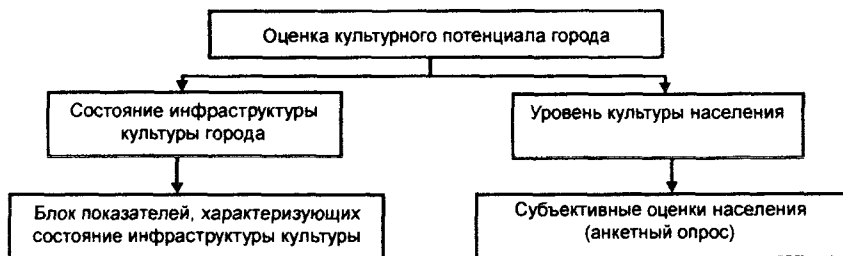 Оценка культурного потенциала города
Состояние инфраструктуры
культуры города
Уровень культуры населения
Блок показателей, характеризующих
состояние инфраструктуры культуры
Субъективные оценки населения
(анкетный опрос)